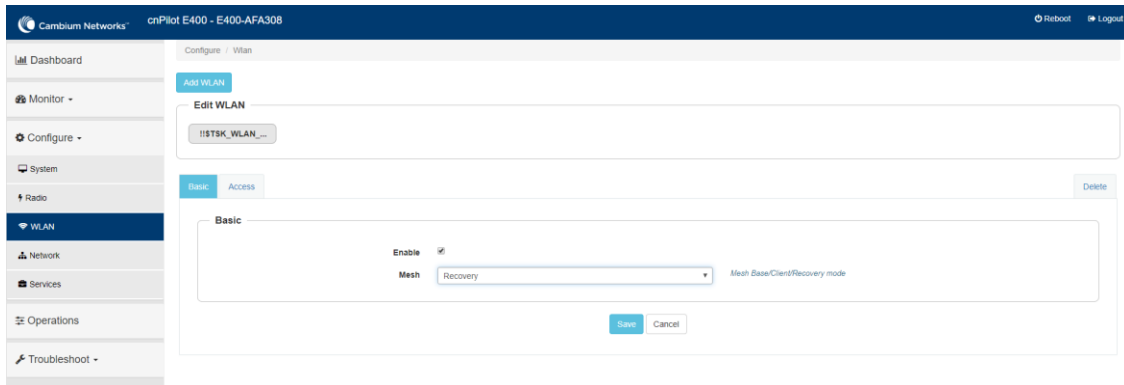 Cambium Networks™ cnPilot E400 - E400-AFA308 Reboot Logout
Dashboard
Monitor
Configure
System
Radio
WLAN
Network
Services
Operations
Troubleshoot
Configure / Wlan
Add WLAN
Edit WLAN
!!$TSK_WLAN_...
Basic Access Delete
Basic
Enable
Mesh Recovery Mesh Base/Client/Recovery mode
Save Cancel